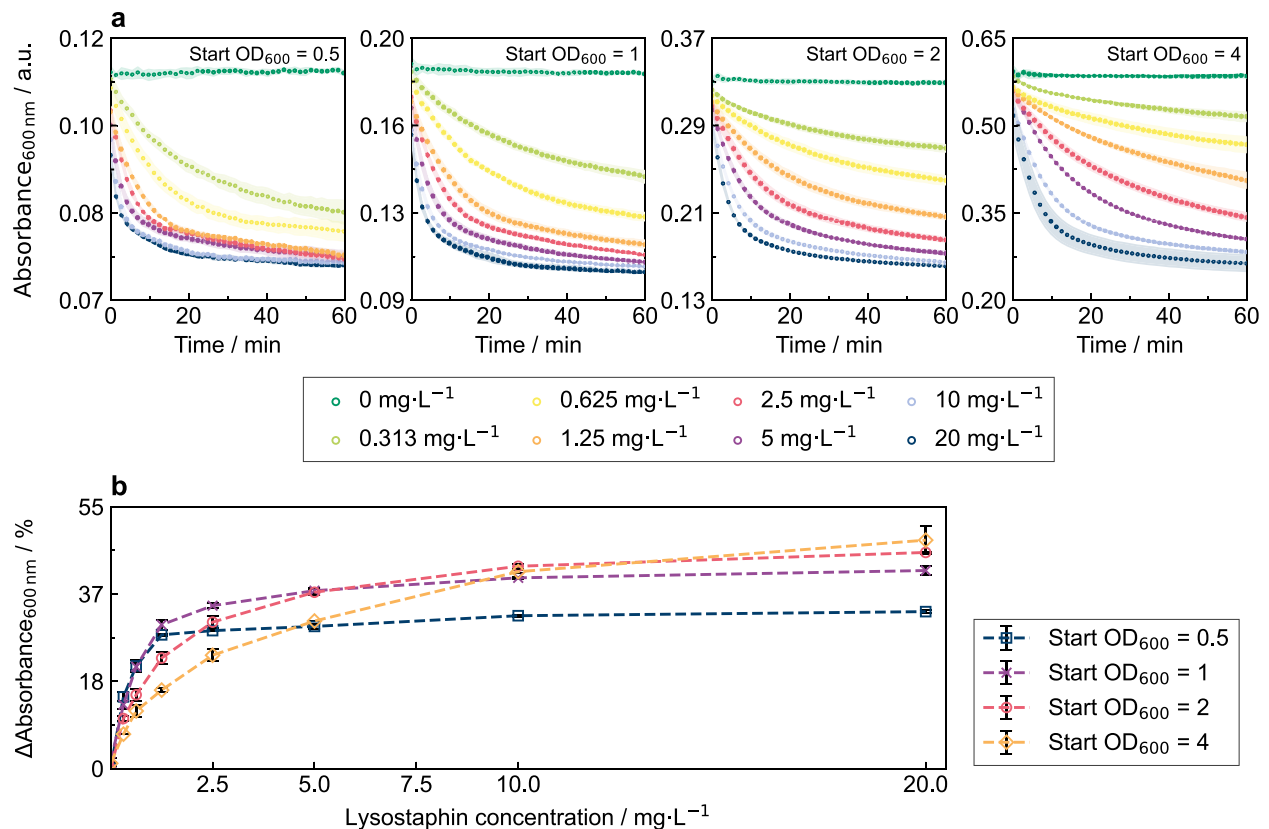 a
Absorbance600 nm / a.u.
Start OD600 = 0.5
0.12
0.10
0.08
0.07
0 20 40 60
Time / min
Start OD600 = 1
0.20
0.16
0.13
0.09
0 20 40 60
Time / min
Start OD600 = 2
0.37
0.29
0.21
0.13
0 20 40 60
Time / min
Start OD600 = 4
0.65
0.50
0.35
0.20
0 20 40 60
Time / min
0 mg·L−1 0.625 mg·L−1 2.5 mg·L−1 10 mg·L−1
0.313 mg·L−1 1.25 mg·L−1 5 mg·L−1 20 mg·L−1
b
ΔAbsorbance600 nm / %
55
37
18
0
2.5 5.0 7.5 10.0 20.0
Lysostaphin concentration / mg·L−1
Start OD600 = 0.5
Start OD600 = 1
Start OD600 = 2
Start OD600 = 4